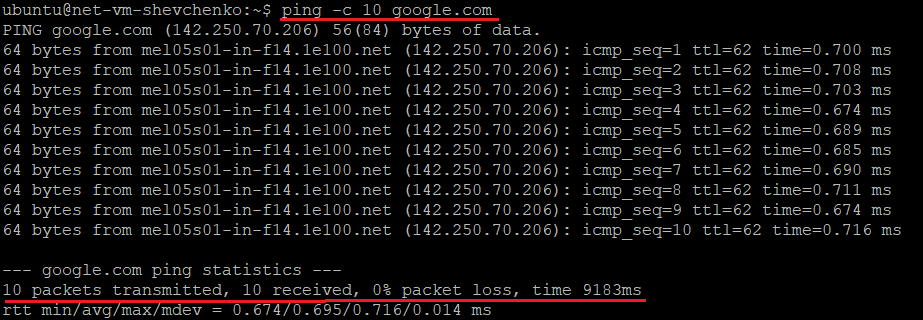 ubuntu@net-vm-shevchenko:~$ ping -c 10 google.com
PING google.com (142.250.70.206) 56(84) bytes of data.
64 bytes from mel05s01-in-f14.1e100.net (142.250.70.206): icmp_seq=1 ttl=62 time=0.700 ms
64 bytes from mel05s01-in-f14.1e100.net (142.250.70.206): icmp_seq=2 ttl=62 time=0.708 ms
64 bytes from mel05s01-in-f14.1e100.net (142.250.70.206): icmp_seq=3 ttl=62 time=0.703 ms
64 bytes from mel05s01-in-f14.1e100.net (142.250.70.206): icmp_seq=4 ttl=62 time=0.674 ms
64 bytes from mel05s01-in-f14.1e100.net (142.250.70.206): icmp_seq=5 ttl=62 time=0.689 ms
64 bytes from mel05s01-in-f14.1e100.net (142.250.70.206): icmp_seq=6 ttl=62 time=0.685 ms
64 bytes from mel05s01-in-f14.1e100.net (142.250.70.206): icmp_seq=7 ttl=62 time=0.690 ms
64 bytes from mel05s01-in-f14.1e100.net (142.250.70.206): icmp_seq=8 ttl=62 time=0.711 ms
64 bytes from mel05s01-in-f14.1e100.net (142.250.70.206): icmp_seq=9 ttl=62 time=0.674 ms
64 bytes from mel05s01-in-f14.1e100.net (142.250.70.206): icmp_seq=10 ttl=62 time=0.716 ms
--- google.com ping statistics ---
10 packets transmitted, 10 received, 0% packet loss, time 9183ms
rtt min/avg/max/mdev = 0.674/0.695/0.716/0.014 ms